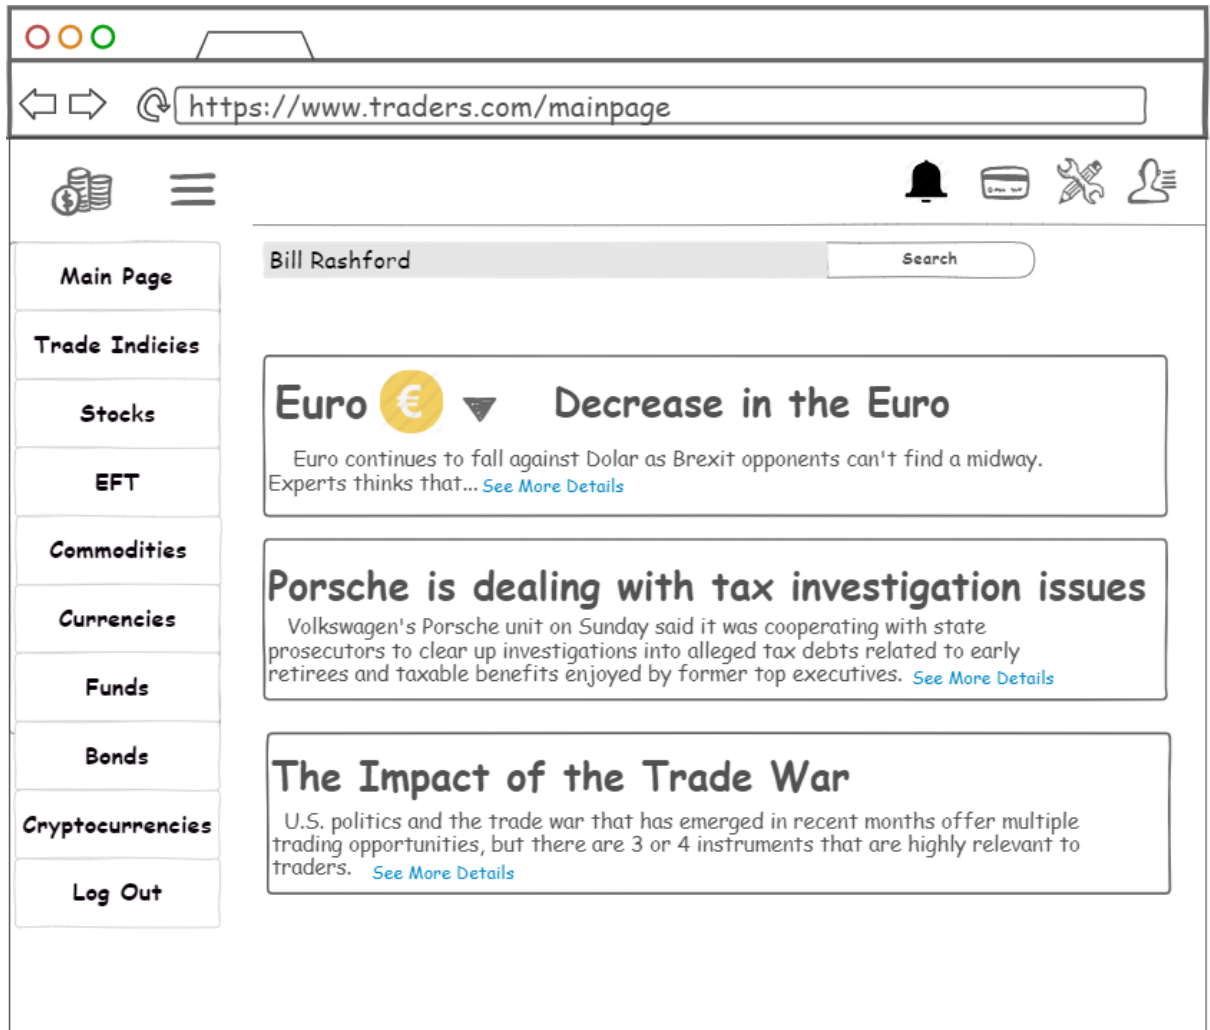 https://www.traders.com/mainpage
Bill Rashford
Search
Main Page
Trade Indicies
Stocks
EFT
Commodities
Currencies
Funds
Bonds
Cryptocurrencies
Log Out
Euro € Decrease in the Euro
Euro continues to fall against Dolar as Brexit opponents can't find a midway.
Experts thinks that... See More Details
Porsche is dealing with tax investigation issues
Volkswagen's Porsche unit on Sunday said it was cooperating with state
prosecutors to clear up investigations into alleged tax debts related to early
retirees and taxable benefits enjoyed by former top executives. See More Details
The Impact of the Trade War
U.S. politics and the trade war that has emerged in recent months offer multiple
trading opportunities, but there are 3 or 4 instruments that are highly relevant to
traders. See More Details